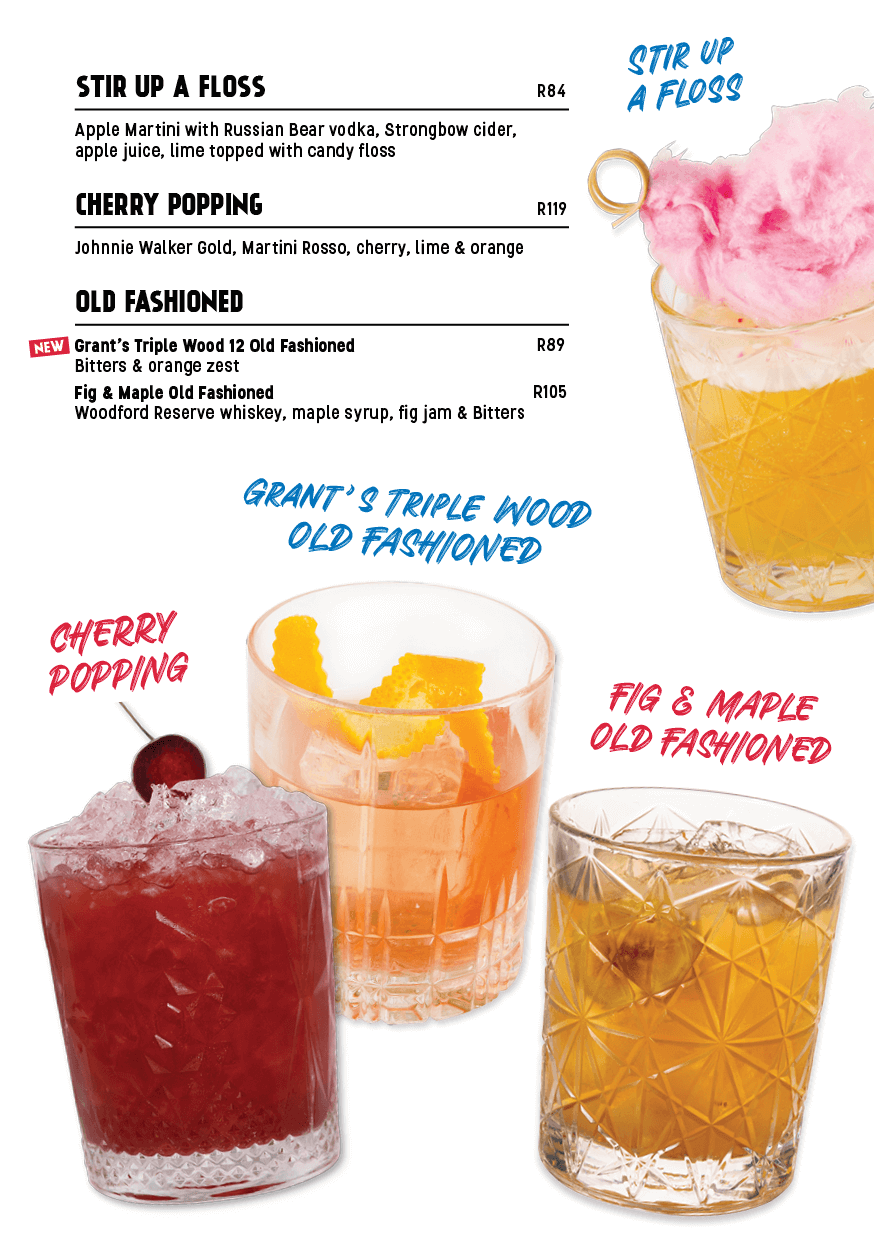 STIR UP A FLOSS R84
Apple Martini with Russian Bear vodka, Strongbow cider,
apple juice, lime topped with candy floss
CHERRY POPPING R119
Johnnie Walker Gold, Martini Rosso, cherry, lime & orange
OLD FASHIONED
NEW Grant's Triple Wood 12 Old Fashioned R89
Bitters & orange zest
Fig & Maple Old Fashioned R105
Woodford Reserve whiskey, maple syrup, fig jam & Bitters
STIR UP
A FLOSS
GRANT'S TRIPLE WOOD
OLD FASHIONED
CHERRY
POPPING
FIG & MAPLE
OLD FASHIONED